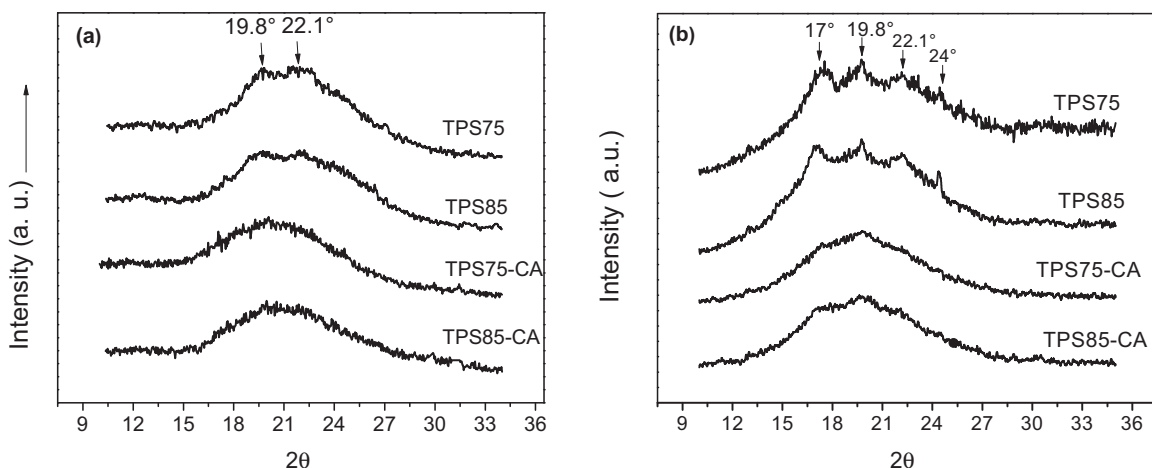 (a)
19.8° 22.1°
TPS75
TPS85
TPS75-CA
TPS85-CA
Intensity (a. u.)
9 12 15 18 21 24 27 30 33 36
2θ
(b)
17° 19.8° 22.1° 24°
TPS75
TPS85
TPS75-CA
TPS85-CA
Intensity ( a.u.)
9 12 15 18 21 24 27 30 33 36
2θ